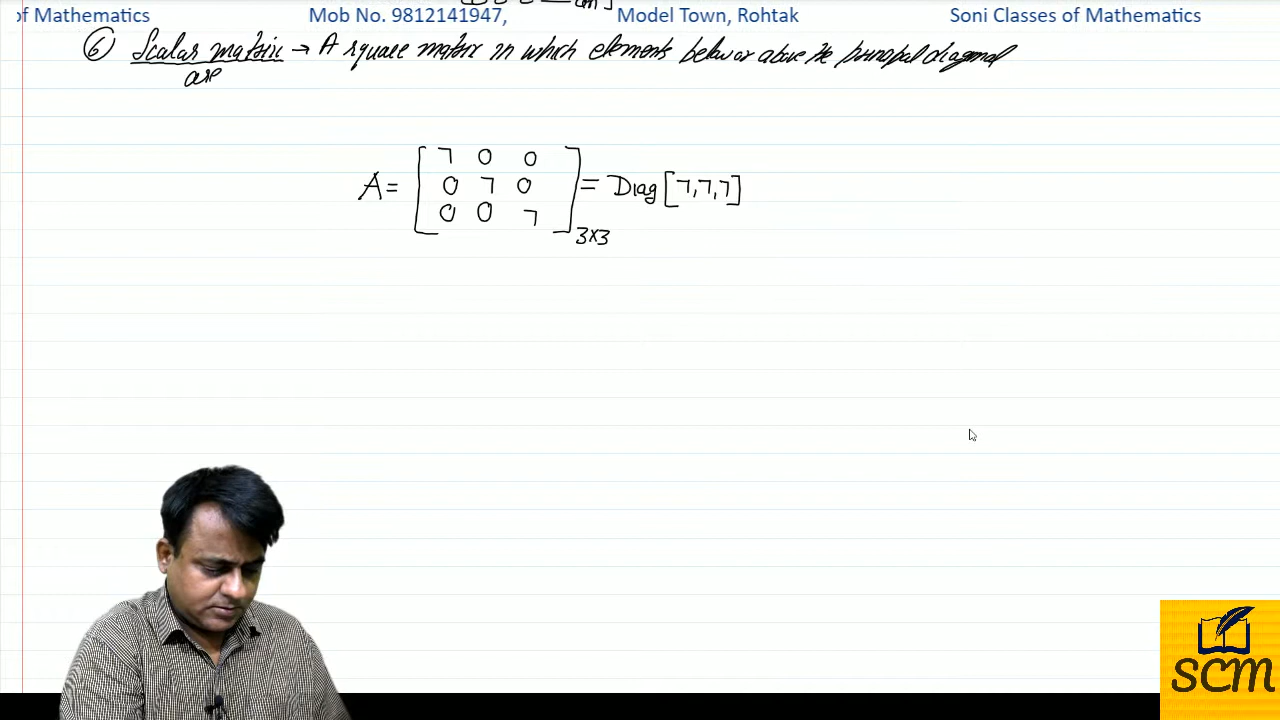 of Mathematics Mob No. 9812141947, Model Town, Rohtak Soni Classes of Mathematics
⑥ Scalar matrix → A square matrix in which elements below or above the principal diagonal
are
A = [ 7 0 0
0 7 0 = Diag [7,7,7]
0 0 7 ] 3×3
SCM